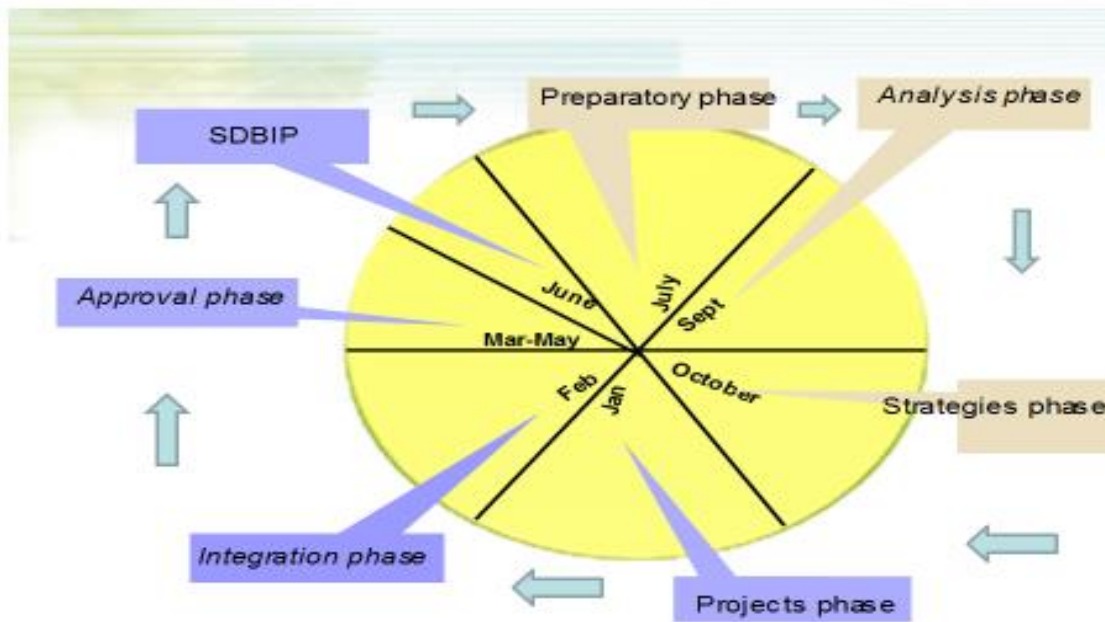 Preparatory phase
Analysis phase
SDBIP
July
June
Sept
Approval phase
Mar-May
October
Feb
Jan
Strategies phase
Integration phase
Projects phase